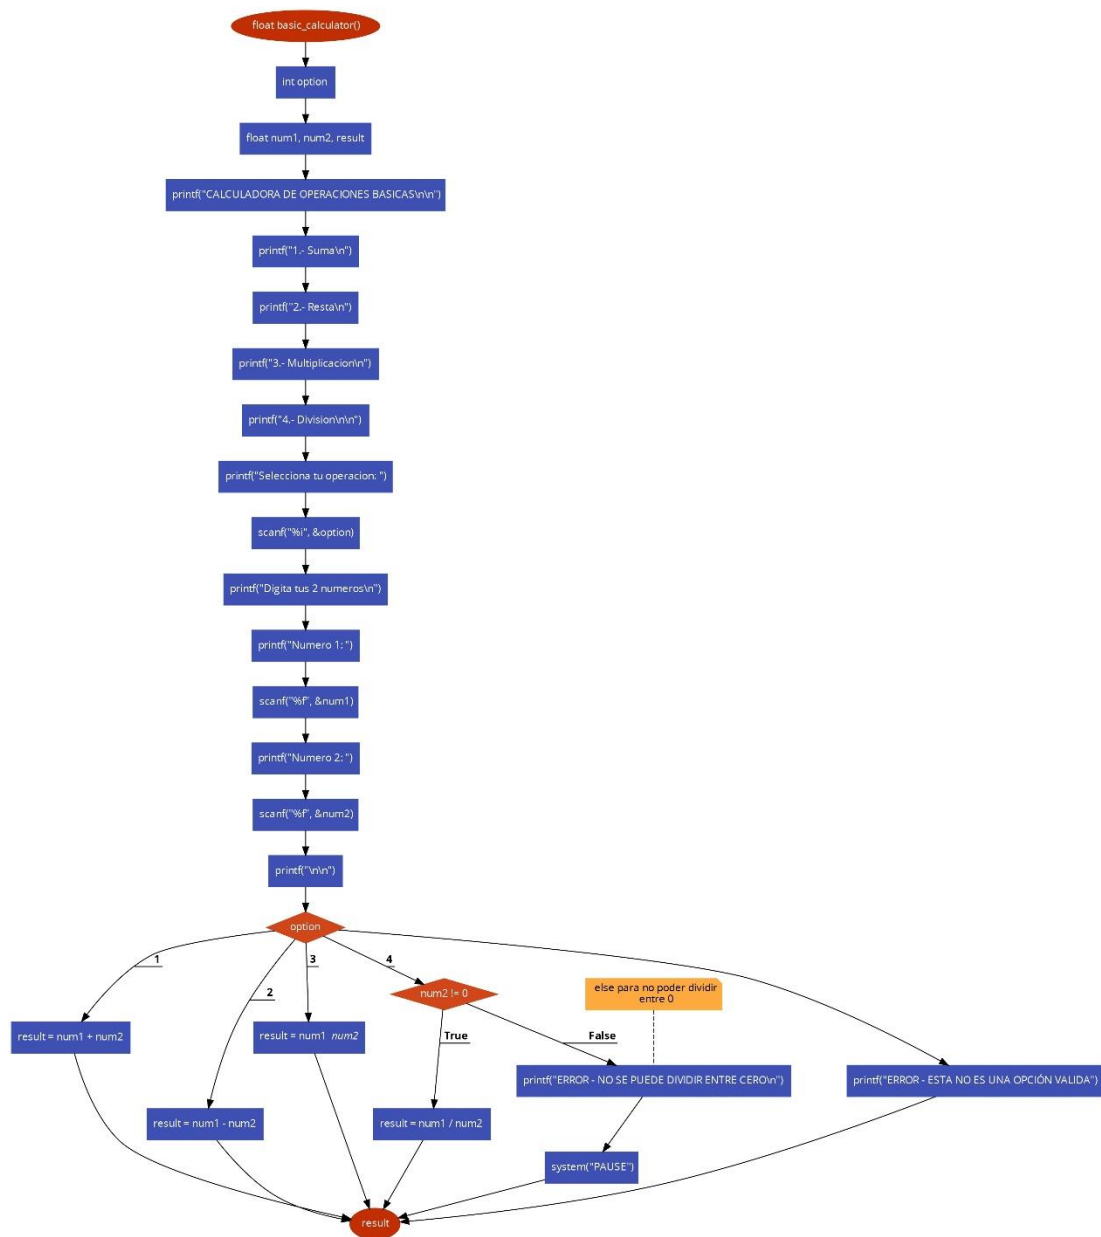 float basic_calculator()
int option
float num1, num2, result
printf("CALCULADORA DE OPERACIONES BASICAS\n\n")
printf("1.- Suma\n")
printf("2.- Resta\n")
printf("3.- Multiplicacion\n")
printf("4.- Division\n\n")
printf("Selecciona tu operacion: ")
scanf("%i", &option)
printf("Digita tus 2 numeros\n")
printf("Numero 1: ")
scanf("%f", &num1)
printf("Numero 2: ")
scanf("%f", &num2)
printf("\n\n")
option
1
2
3
4
num2 != 0
else para no poder dividir
entre 0
result = num1 + num2
result = num1 num2
True
False
printf("ERROR - NO SE PUEDE DIVIDIR ENTRE CERO\n")
printf("ERROR - ESTA NO ES UNA OPCIÓN VALIDA")
result = num1 - num2
result = num1 / num2
system("PAUSE")
result